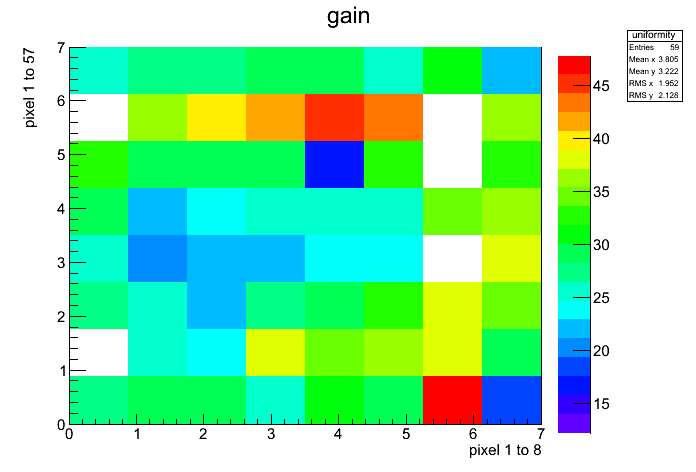 gain
uniformity
Entries 59
Mean x 3.805
Mean y 3.222
RMS x 1.952
RMS y 2.128
pixel 1 to 57
7
6
5
4
3
2
1
0
0 1 2 3 4 5 6 7
pixel 1 to 8
45
40
35
30
25
20
15